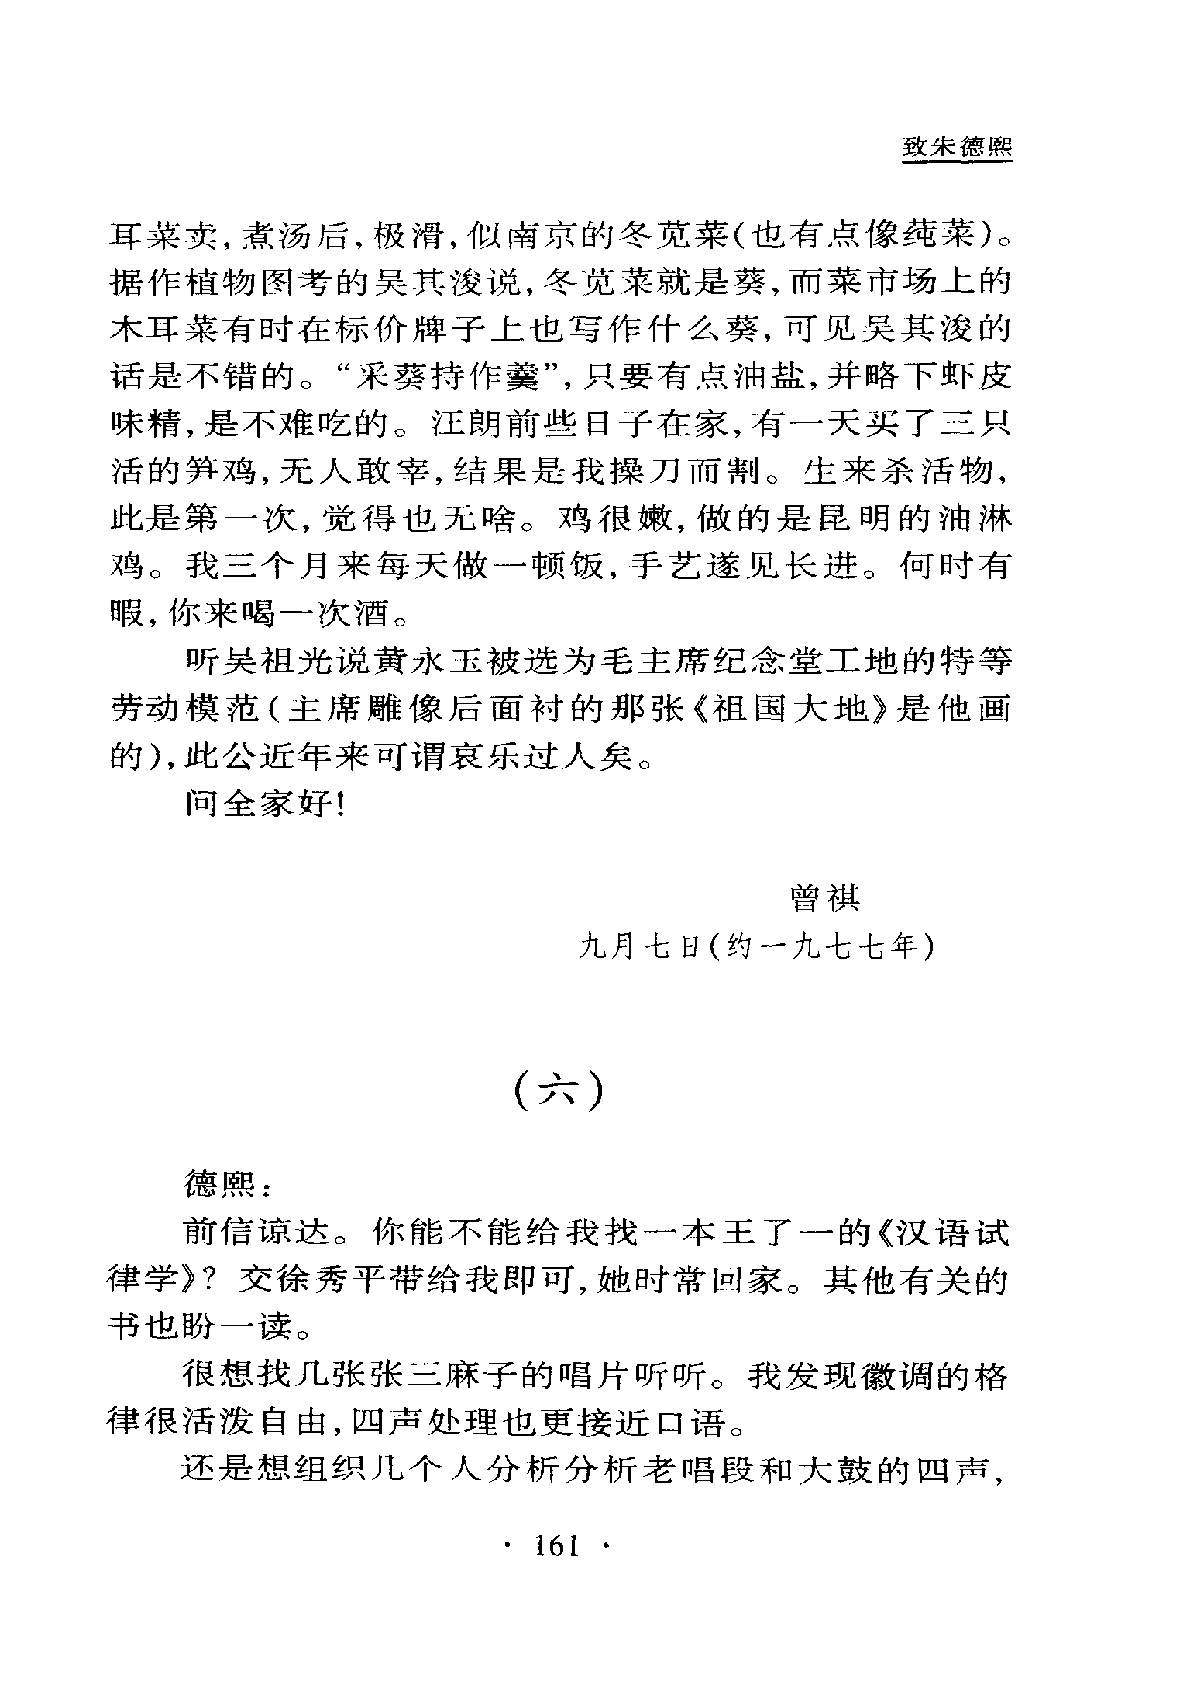 致朱德熙
耳菜卖,煮汤后,极滑,似南京的冬苋菜(也有点像莼菜)。
据作植物图考的吴其浚说,冬苋菜就是葵,而菜市场上的
木耳菜有时在标价牌子上也写作什么葵,可见吴其浚的
话是不错的。“采葵持作羹”,只要有点油盐,并略下虾皮
味精,是不难吃的。汪朗前些日子在家,有一天买了三只
活的笋鸡,无人敢宰,结果是我操刀而割。生来杀活物,
此是第一次,觉得也无啥。鸡很嫩,做的是昆明的油淋
鸡。我三个月来每天做一顿饭,手艺遂见长进。何时有
暇,你来喝一次酒。
听吴祖光说黄永玉被选为毛主席纪念堂工地的特等
劳动模范(主席雕像后面衬的那张《祖国大地》是他画
的),此公近年来可谓哀乐过人矣。
问全家好!
曾祺
九月七日(约一九七七年)
(六)
德熙:
前信谅达。你能不能给我找一本王了一的《汉语试
律学》?交徐秀平带给我即可,她时常回家。其他有关的
书也盼一读。
很想找几张张三麻子的唱片听听。我发现徽调的格
律很活泼自由,四声处理也更接近口语。
还是想组织几个人分析分析老唱段和大鼓的四声,
· 161 ·